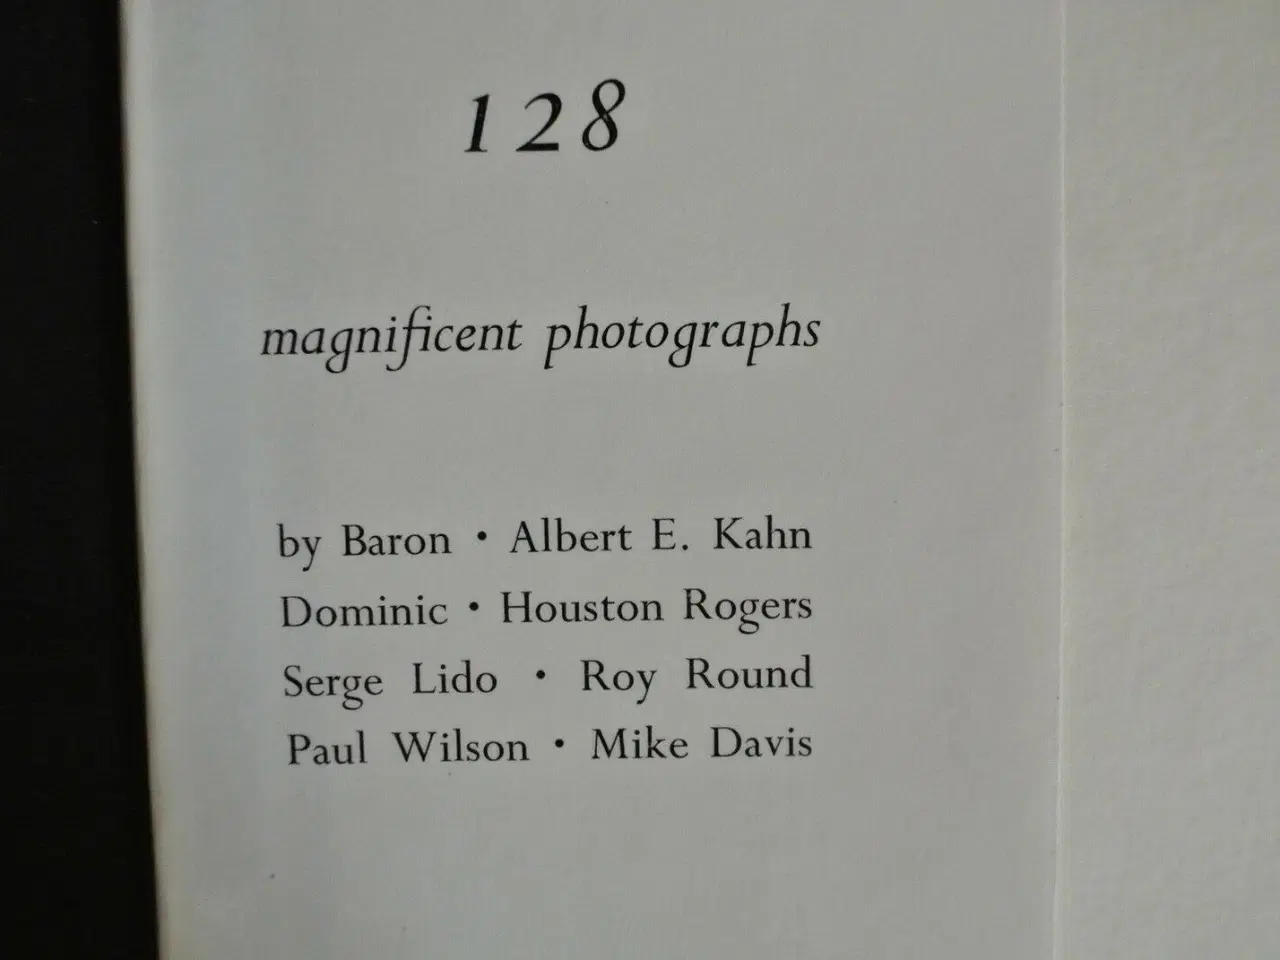 128
magnificent photographs
by Baron • Albert E. Kahn
Dominic • Houston Rogers
Serge Lido • Roy Round
Paul Wilson • Mike Davis